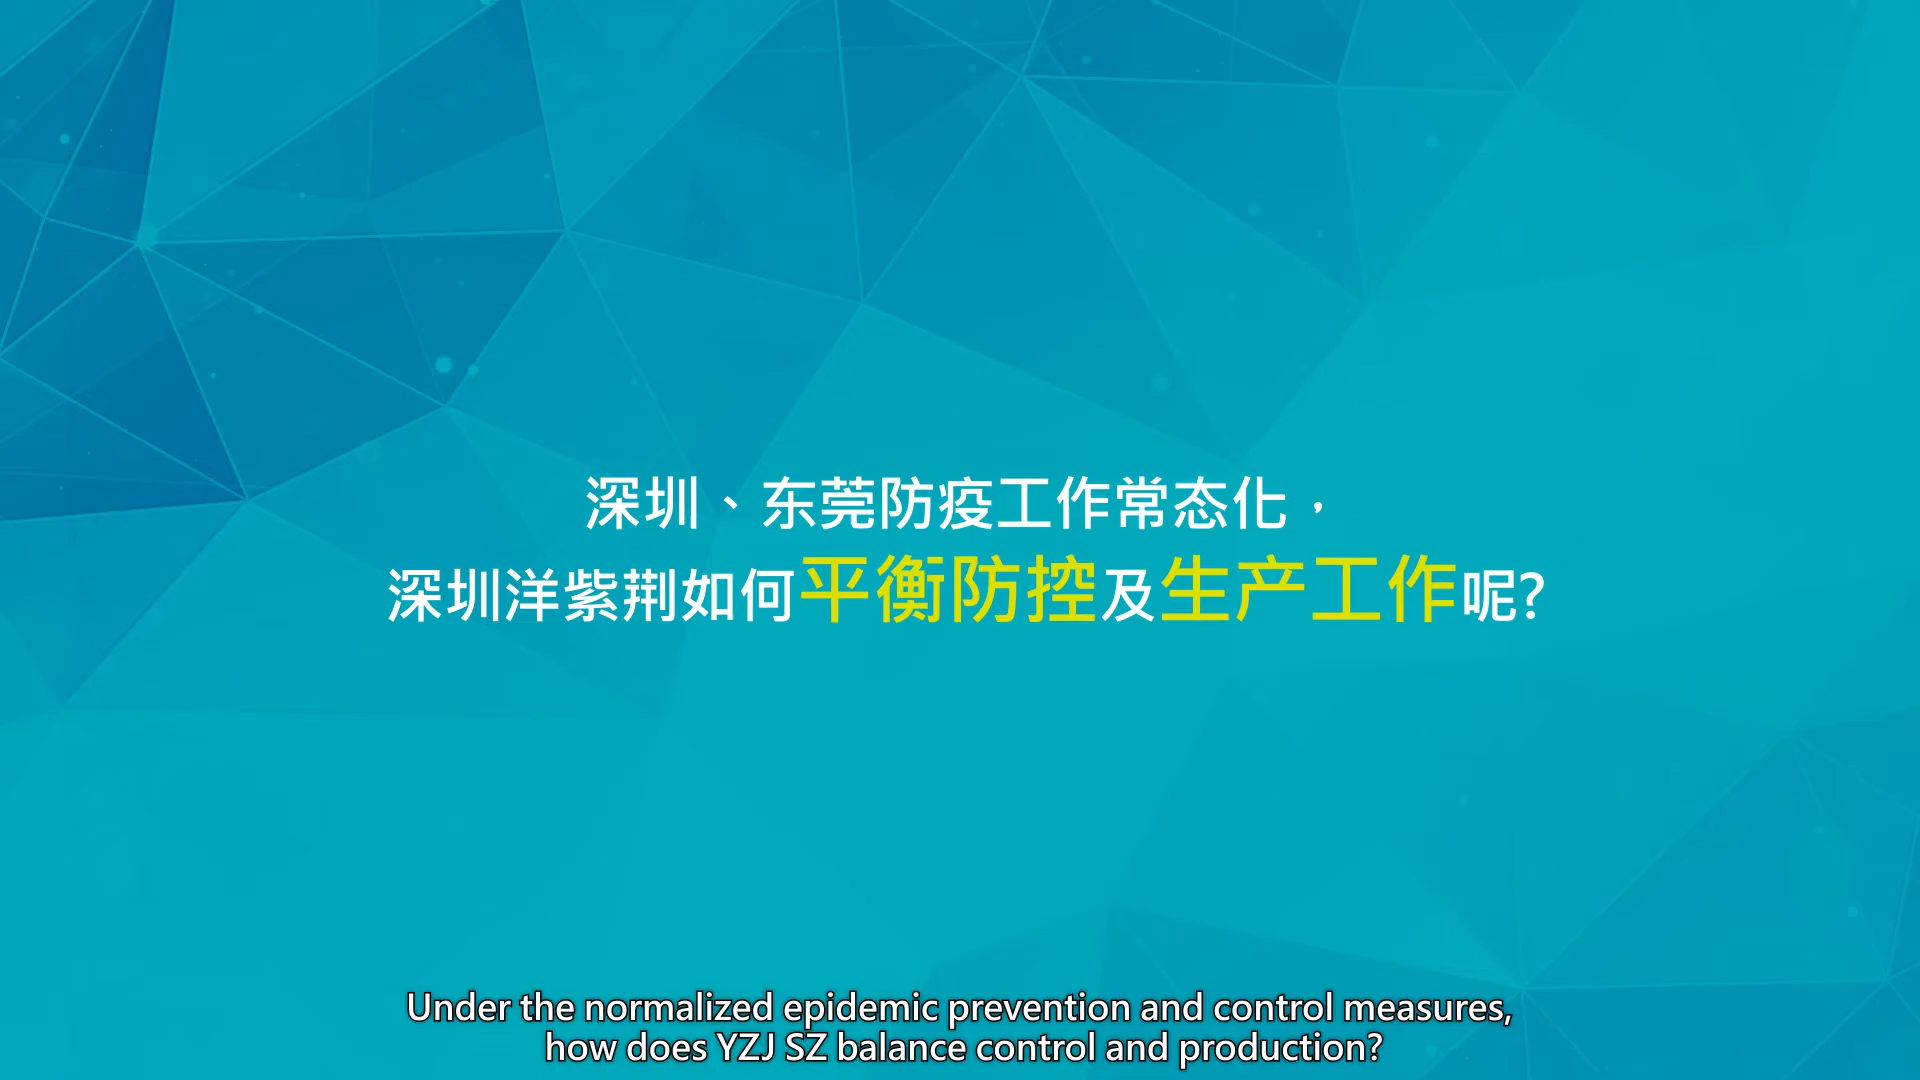 深圳、东莞防疫工作常态化，
深圳洋紫荆如何平衡防控及生产工作呢?
Under the normalized epidemic prevention and control measures,
how does YZJ SZ balance control and production?